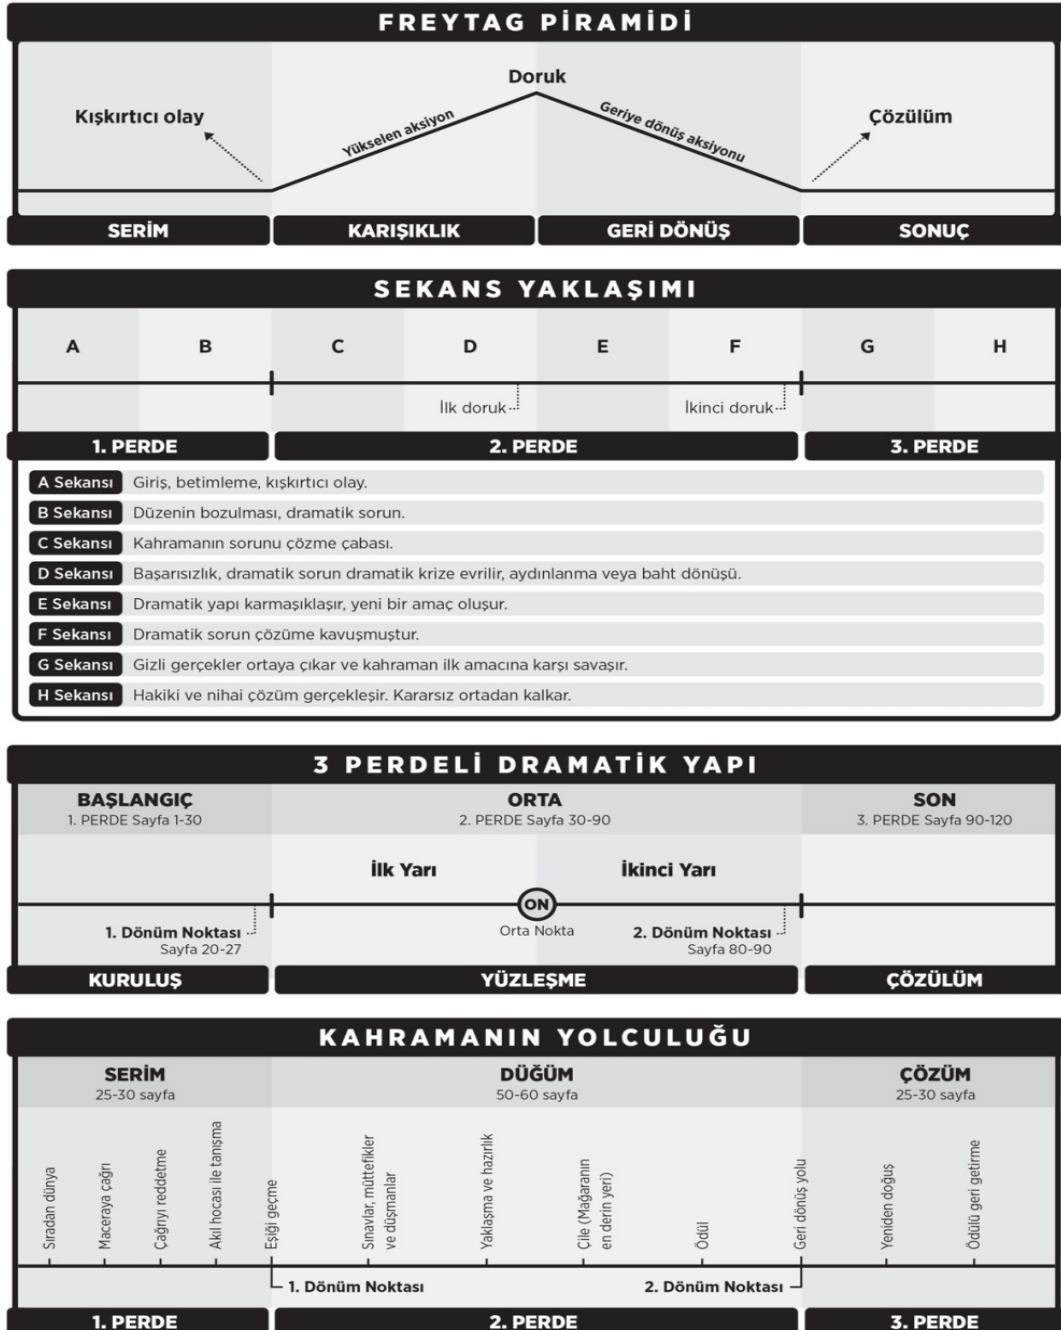 FREYTAG PİRAMİDİ
Doruk
Kışkırtıcı olay
Yükselen aksiyon
Geriye dönüş aksiyonu
Çözülüm
SERİM
KARIŞIKLIK
GERİ DÖNÜŞ
SONUÇ
SEKANS YAKLAŞIMI
A B C D E F G H
İlk doruk
İkinci doruk
1. PERDE
2. PERDE
3. PERDE
A Sekansı Giriş, betimleme, kışkırtıcı olay.
B Sekansı Düzenin bozulması, dramatik sorun.
C Sekansı Kahramanın sorunu çözme çabası.
D Sekansı Başarısızlık, dramatik sorun dramatik krize evrilir, aydınlanma veya baht dönüşü.
E Sekansı Dramatik yapı karmaşıklaşır, yeni bir amaç oluşur.
F Sekansı Dramatik sorun çözüme kavuşmuştur.
G Sekansı Gizli gerçekler ortaya çıkar ve kahraman ilk amacına karşı savaşır.
H Sekansı Hakiki ve nihai çözüm gerçekleşir. Kararsız ortadan kalkar.
3 PERDELİ DRAMATİK YAPI
BAŞLANGIÇ
1. PERDE Sayfa 1-30
ORTA
2. PERDE Sayfa 30-90
SON
3. PERDE Sayfa 90-120
İlk Yarı
İkinci Yarı
ON
Orta Nokta
1. Dönüm Noktası
Sayfa 20-27
2. Dönüm Noktası
Sayfa 80-90
KURULUŞ
YÜZLEŞME
ÇÖZÜLÜM
KAHRAMANIN YOLCULUĞU
SERİM
25-30 sayfa
DÜĞÜM
50-60 sayfa
ÇÖZÜM
25-30 sayfa
Sıradan dünya
Maceraya çağrı
Çağrıyı reddetme
Akıl hocası ile tanışma
Eşiği geçme
Sınavlar, müttefikler
ve düşmanlar
Yaklaşma ve hazırlık
Çile (Mağaranın
en derin yeri)
Ödül
Geri dönüş yolu
Yeniden doğuş
Ödülü geri getirme
1. Dönüm Noktası
2. Dönüm Noktası
1. PERDE
2. PERDE
3. PERDE